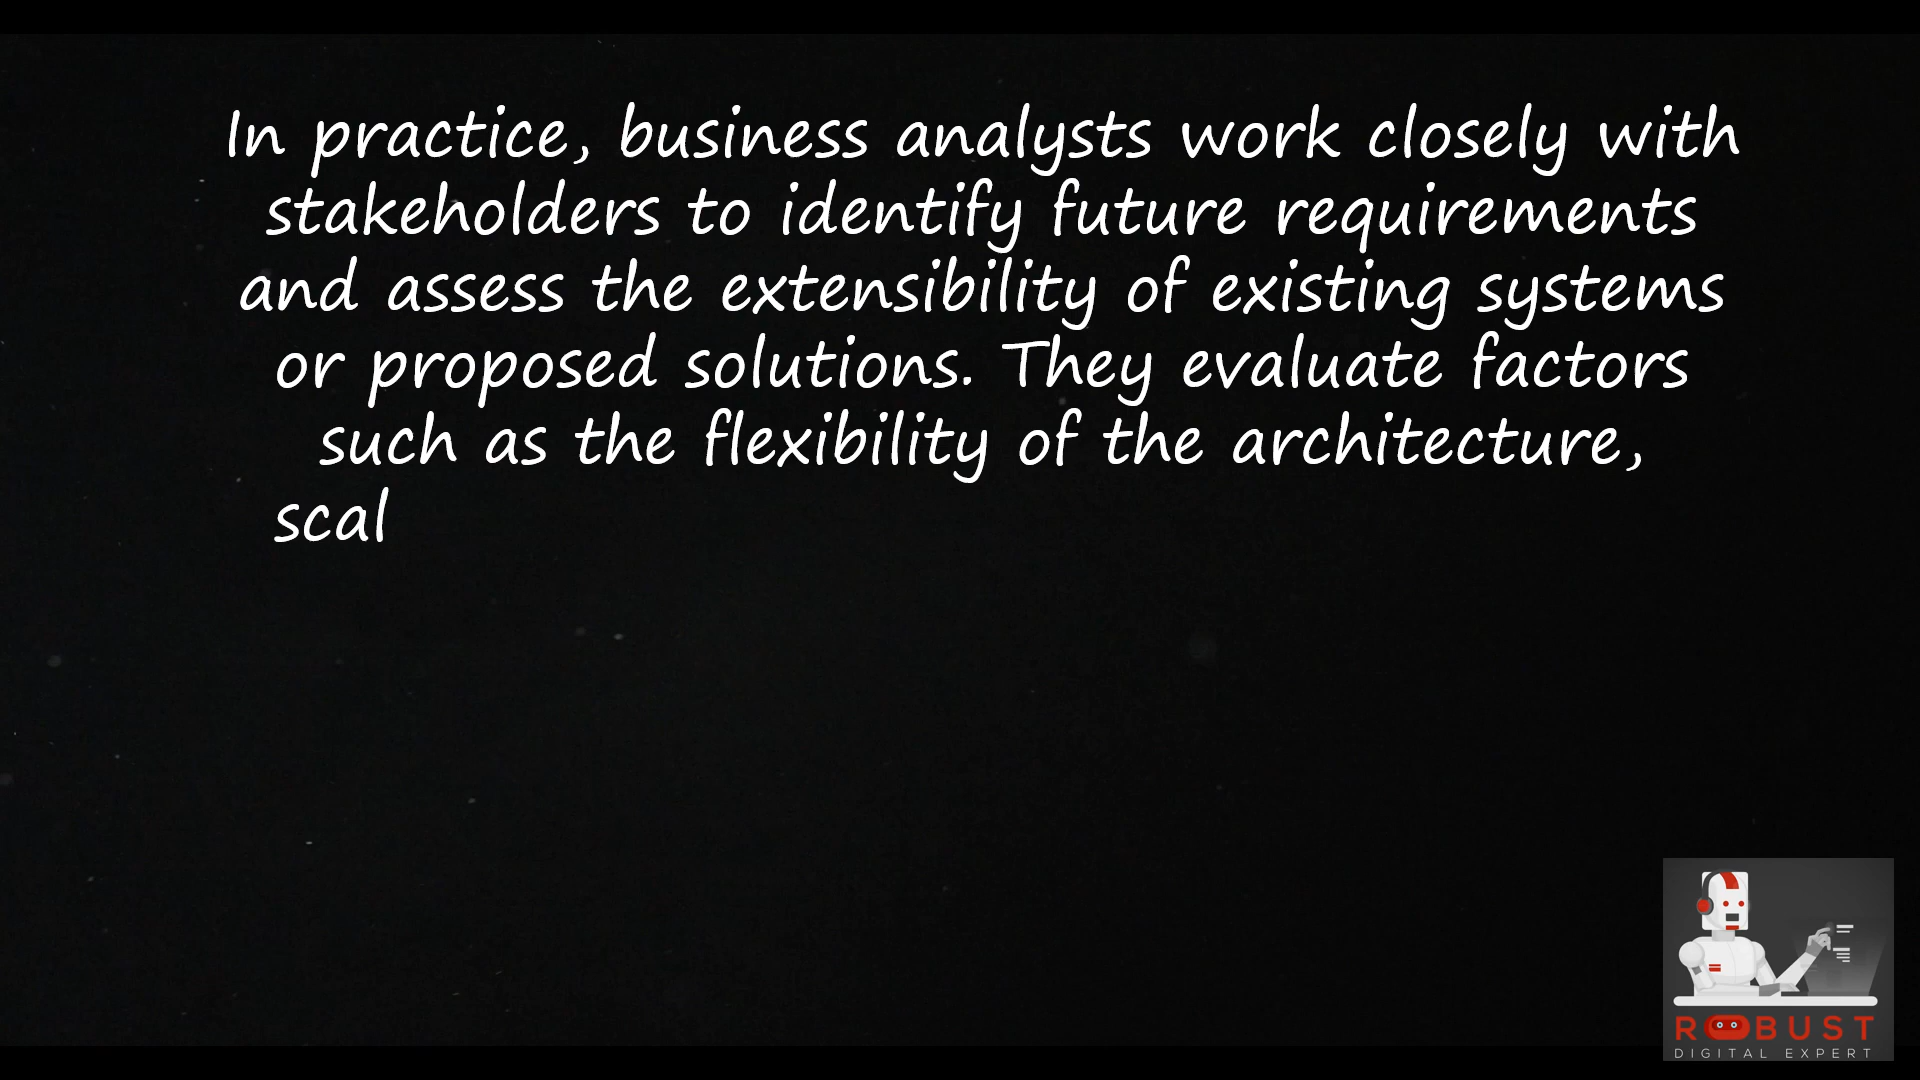 In practice, business analysts work closely with
stakeholders to identify future requirements
and assess the extensibility of existing systems
or proposed solutions. They evaluate factors
such as the flexibility of the architecture,
scal
ROBUST
DIGITAL EXPERT